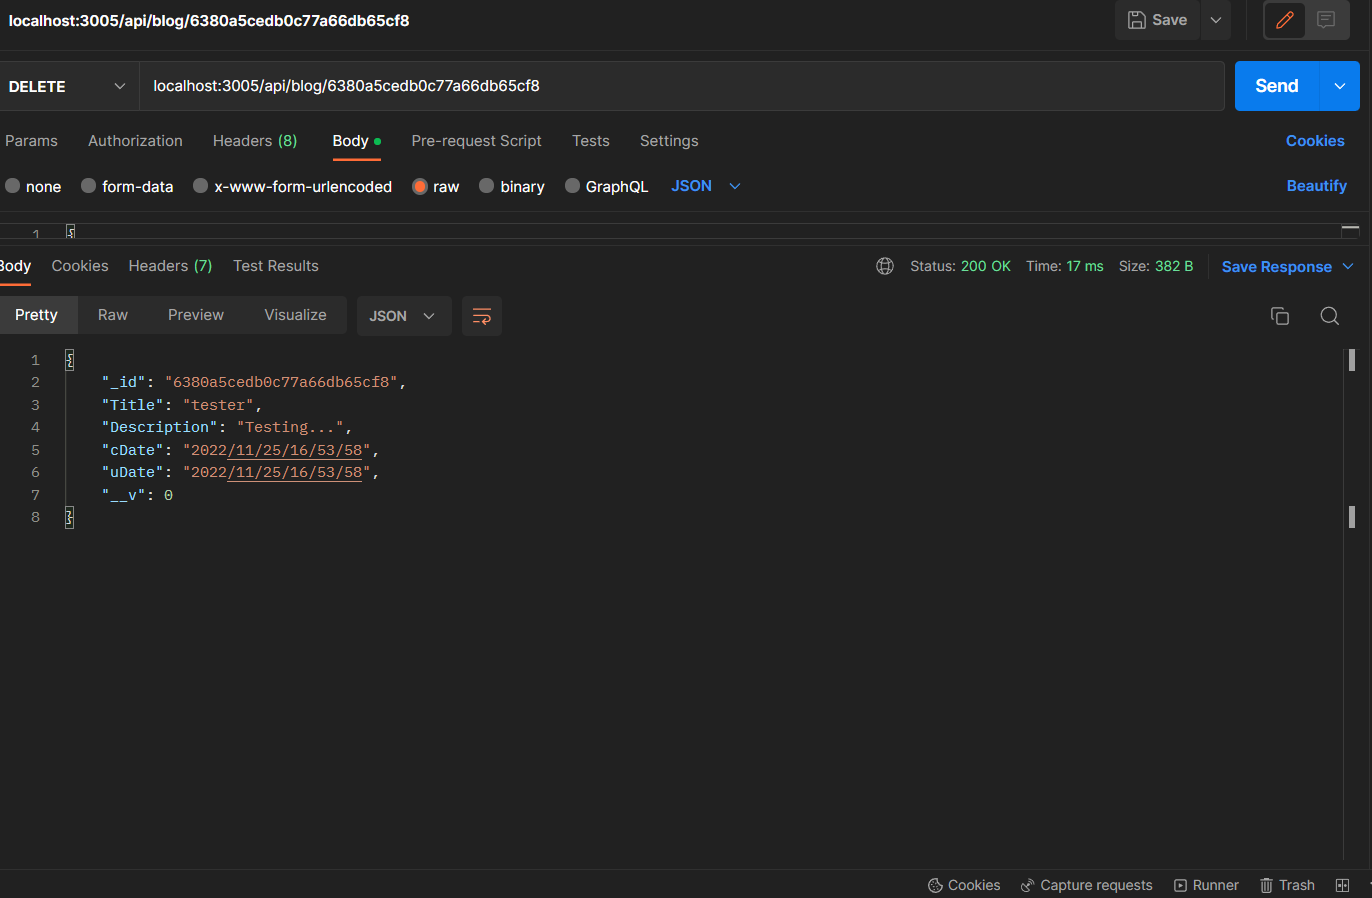 localhost:3005/api/blog/6380a5cedb0c77a66db65cf8
Save
DELETE
localhost:3005/api/blog/6380a5cedb0c77a66db65cf8
Send
Params Authorization Headers (8) Body Pre-request Script Tests Settings Cookies
none form-data x-www-form-urlencoded raw binary GraphQL JSON Beautify
1 {
Body Cookies Headers (7) Test Results Status: 200 OK Time: 17 ms Size: 382 B Save Response
Pretty Raw Preview Visualize JSON
1 {
2 "_id": "6380a5cedb0c77a66db65cf8",
3 "Title": "tester",
4 "Description": "Testing...",
5 "cDate": "2022/11/25/16/53/58",
6 "uDate": "2022/11/25/16/53/58",
7 "__v": 0
8 }
Cookies Capture requests Runner Trash